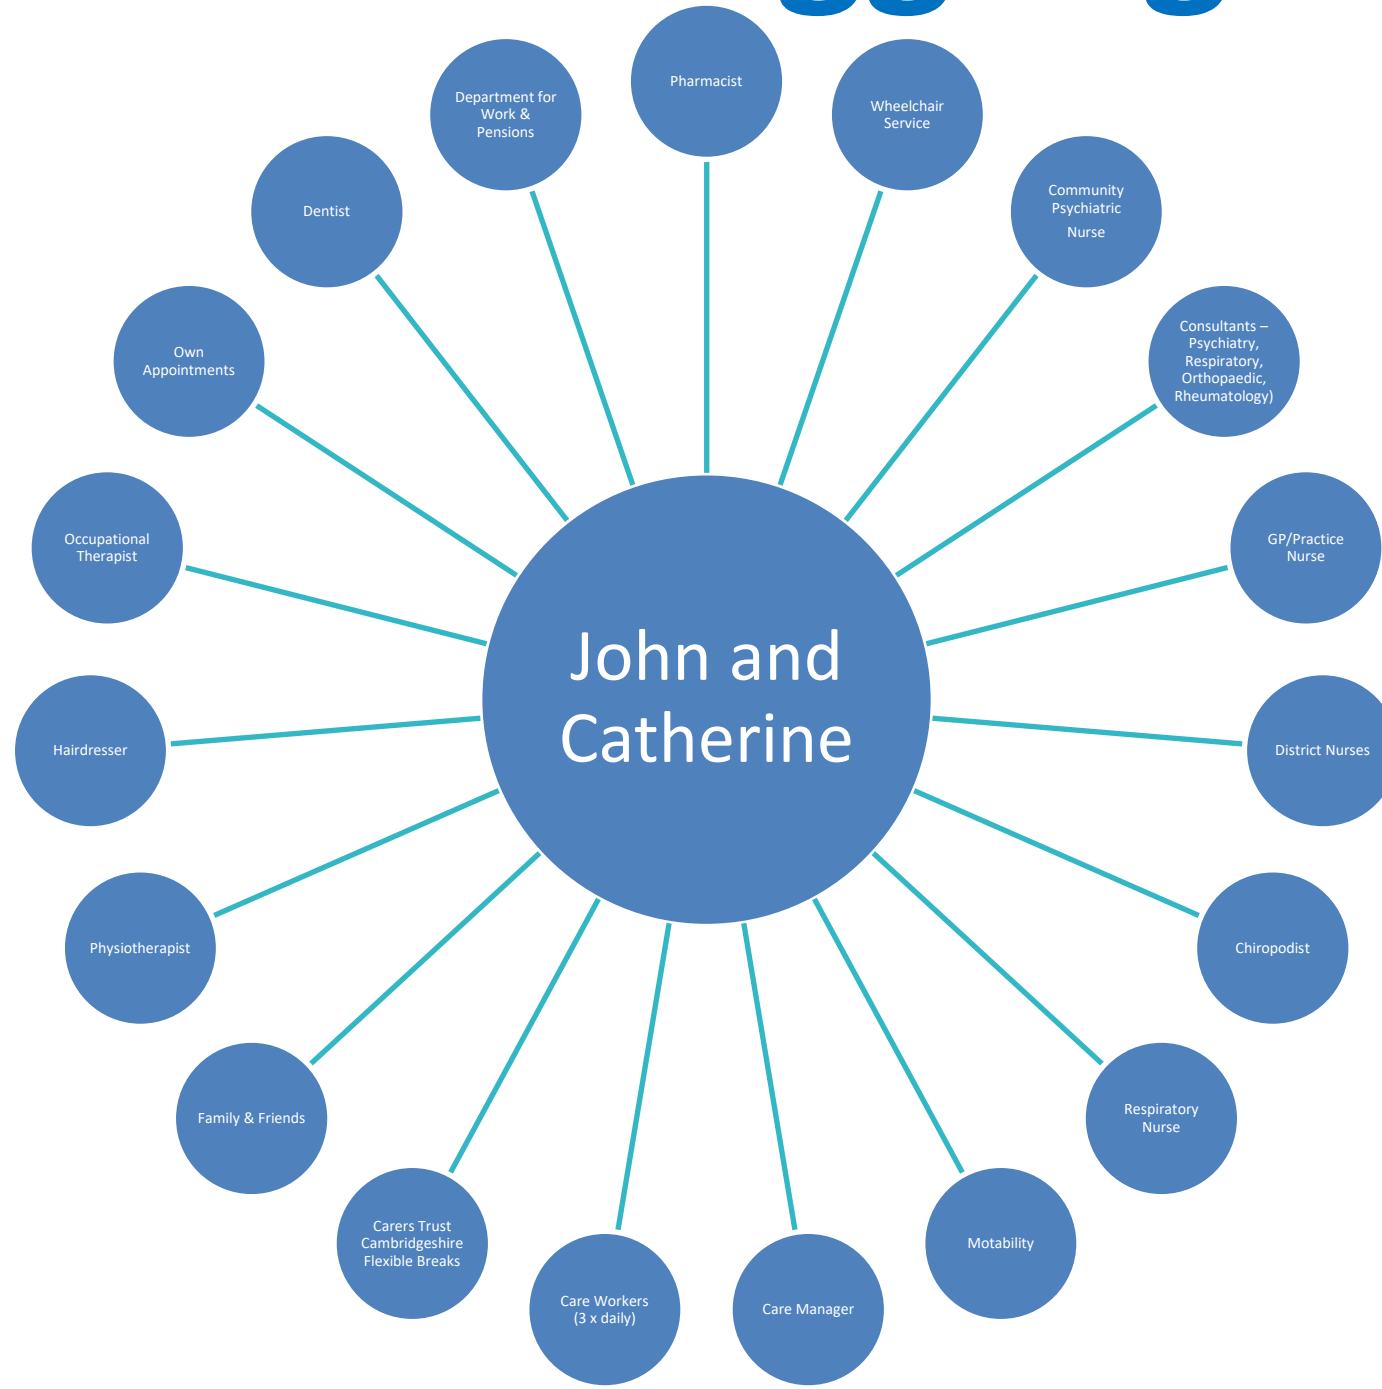 Pharmacist
Wheelchair
Service
Community
Psychiatric
Nurse
Consultants –
Psychiatry,
Respiratory,
Orthopaedic,
Rheumatology)
GP/Practice
Nurse
District Nurses
Chiropodist
Respiratory
Nurse
Motability
Care Manager
Care Workers
(3 x daily)
Carers Trust
Cambridgeshire
Flexible Breaks
Family & Friends
Physiotherapist
Hairdresser
Occupational
Therapist
Own
Appointments
Dentist
Department for
Work &
Pensions
John and
Catherine